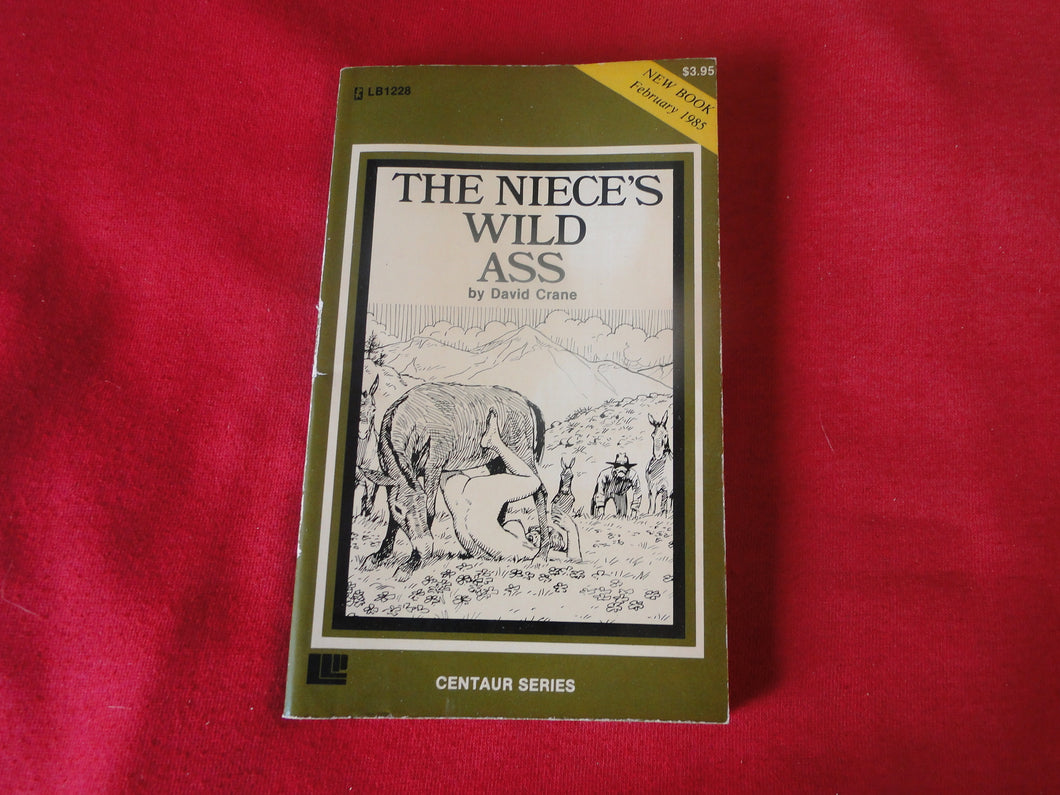 LB1228
$3.95
NEW BOOK
February 1985
THE NIECE'S
WILD
ASS
by David Crane
CENTAUR SERIES